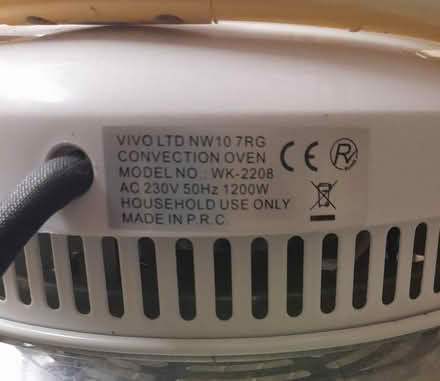 VIVO LTD NW10 7RG
CONVECTION OVEN
MODEL NO.: WK-2208
AC 230V 50Hz 1200W
HOUSEHOLD USE ONLY
MADE IN P.R.C
CE